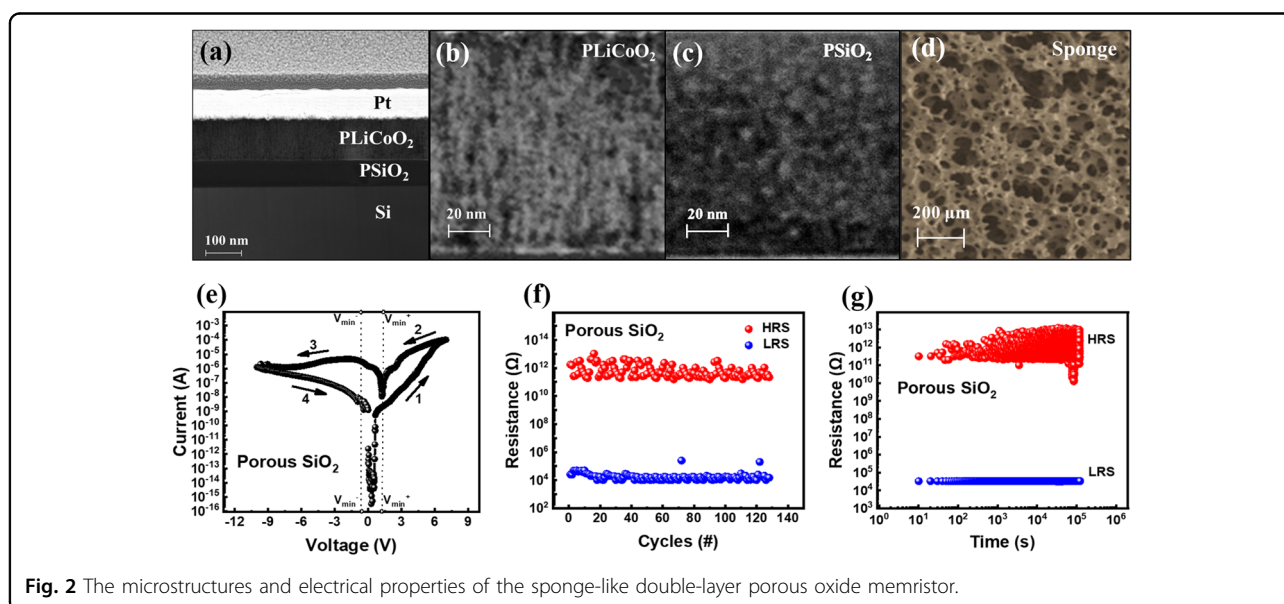 (a)
Pt
PLiCoO₂
PSiO₂
Si
100 nm
(b)
PLiCoO₂
20 nm
(c)
PSiO₂
20 nm
(d)
Sponge
200 µm
(e)
10⁻³
10⁻⁴
10⁻⁵
10⁻⁶
10⁻⁷
10⁻⁸
10⁻⁹
10⁻¹⁰
10⁻¹¹
10⁻¹²
10⁻¹³
10⁻¹⁴
10⁻¹⁵
10⁻¹⁶
Current (A)
Vmin⁻
Vmin⁺
2
3
1
4
Porous SiO₂
Vmin⁻
Vmin⁺
-12 -9 -6 -3 0 3 6 9
Voltage (V)
(f)
10¹⁶
10¹⁴
10¹²
10¹⁰
10⁸
10⁶
10⁴
10²
Resistance (Ω)
Porous SiO₂
HRS
LRS
0 20 40 60 80 100 120 140
Cycles (#)
(g)
10¹⁴
10¹³
10¹²
10¹¹
10¹⁰
10⁹
10⁸
10⁷
10⁶
10⁵
10⁴
10³
Resistance (Ω)
HRS
Porous SiO₂
LRS
10⁰ 10¹ 10² 10³ 10⁴ 10⁵ 10⁶
Time (s)
Fig. 2 The microstructures and electrical properties of the sponge-like double-layer porous oxide memristor.